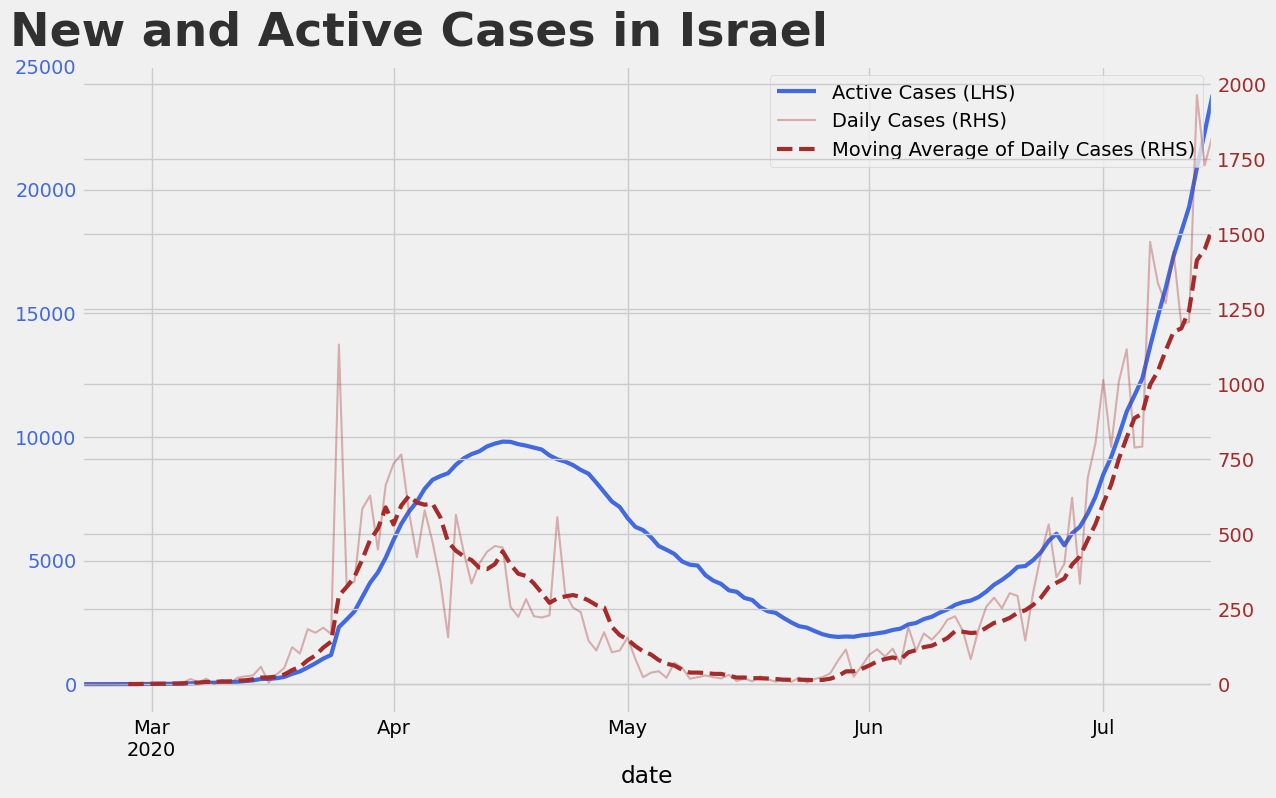 New and Active Cases in Israel
25000
20000
15000
10000
5000
0
Active Cases (LHS)
Daily Cases (RHS)
Moving Average of Daily Cases (RHS)
2000
1750
1500
1250
1000
750
500
250
0
Mar
2020
Apr
May
Jun
Jul
date